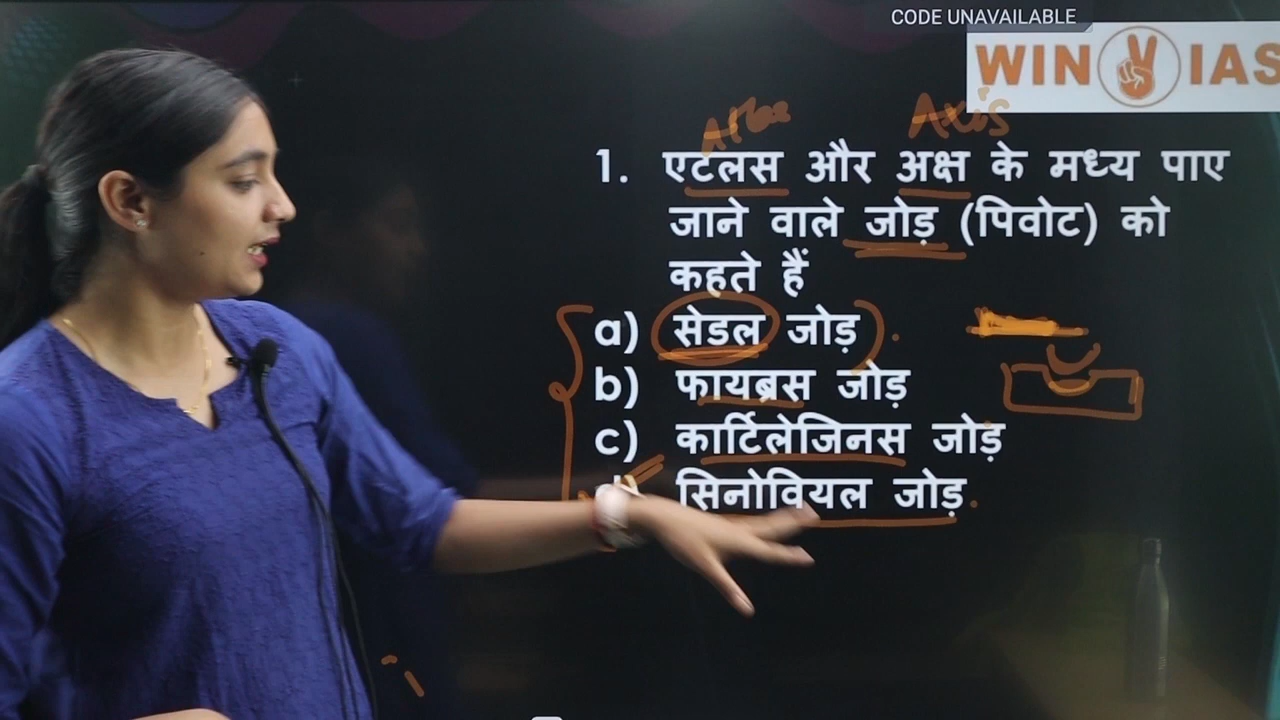 CODE UNAVAILABLE
WIN IAS
Atlas Axis
1. एटलस और अक्ष के मध्य पाए
जाने वाले जोड़ (पिवोट) को
कहते हैं
a) सेडल जोड़
b) फायब्रस जोड़
c) कार्टिलेजिनस जोड़
सिनोवियल जोड़